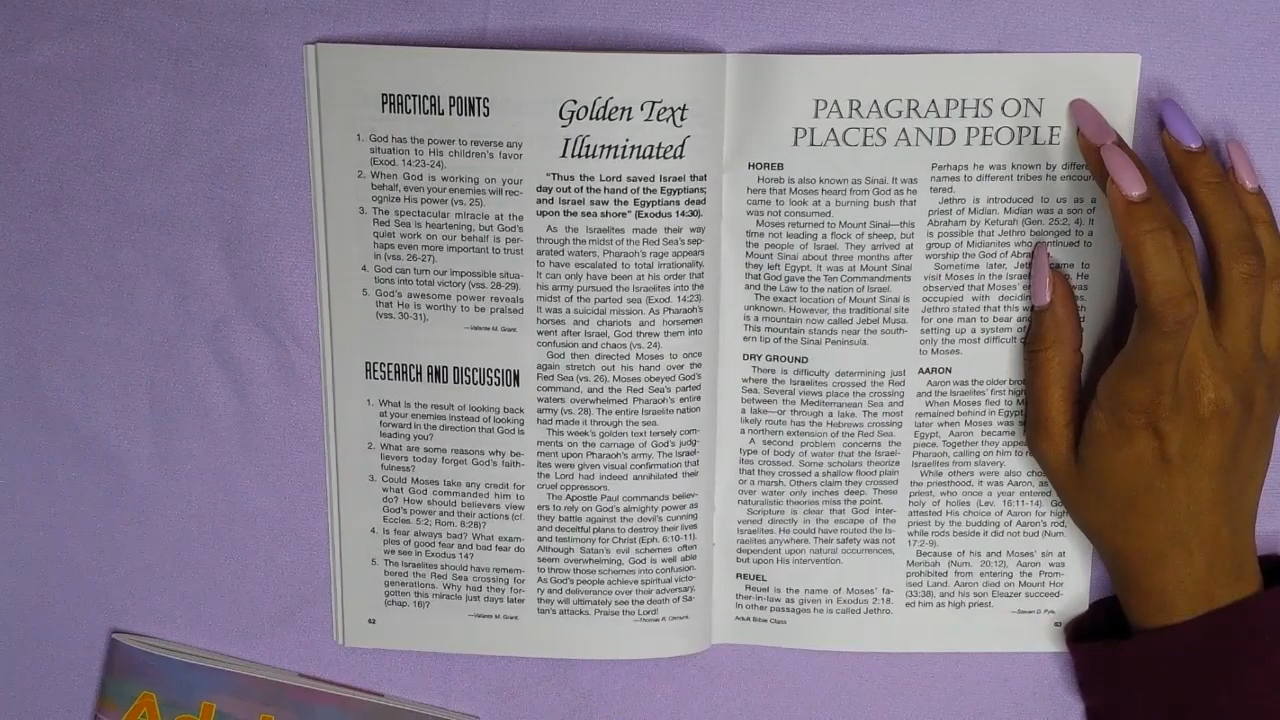 PRACTICAL POINTS
1. God has the power to reverse any
situation to His children's favor
(Exod. 14:23-24).
2. When God is working on your
behalf, even your enemies will rec-
ognize His power (vs. 25).
3. The spectacular miracle at the
Red Sea is heartening, but God's
quiet work on our behalf is per-
haps even more important to trust
in (vss. 26-27).
4. God can turn our impossible situa-
tions into total victory (vss. 28-29).
5. God's awesome power reveals
that He is worthy to be praised
(vss. 30-31).
—Valante M. Grant.
RESEARCH AND DISCUSSION
1. What is the result of looking back
at your enemies instead of looking
forward in the direction that God is
leading you?
2. What are some reasons why be-
lievers today forget God's faith-
fulness?
3. Could Moses take any credit for
what God commanded him to
do? How should believers view
God's power and their actions (cf.
Eccles. 5:2; Rom. 8:28)?
4. Is fear always bad? What exam-
ples of good fear and bad fear do
we see in Exodus 14?
5. The Israelites should have remem-
bered the Red Sea crossing for
generations. Why had they for-
gotten this miracle just days later
(chap. 16)?
—Valante M. Grant.
62
Golden Text
Illuminated
"Thus the Lord saved Israel that
day out of the hand of the Egyptians;
and Israel saw the Egyptians dead
upon the sea shore" (Exodus 14:30).
As the Israelites made their way
through the midst of the Red Sea's sep-
arated waters, Pharaoh's rage appears
to have escalated to total irrationality.
It can only have been at his order that
his army pursued the Israelites into the
midst of the parted sea (Exod. 14:23).
It was a suicidal mission. As Pharaoh's
horses and chariots and horsemen
went after Israel, God threw them into
confusion and chaos (vs. 24).
God then directed Moses to once
again stretch out his hand over the
Red Sea (vs. 26). Moses obeyed God's
command, and the Red Sea's parted
waters overwhelmed Pharaoh's entire
army (vs. 28). The entire Israelite nation
had made it through the sea.
This week's golden text tersely com-
ments on the carnage of God's judg-
ment upon Pharaoh's army. The Israel-
ites were given visual confirmation that
the Lord had indeed annihilated their
cruel oppressors.
The Apostle Paul commands believ-
ers to rely on God's almighty power as
they battle against the devil's cunning
and deceitful plans to destroy their lives
and testimony for Christ (Eph. 6:10-11).
Although Satan's evil schemes often
seem overwhelming, God is well able
to throw those schemes into confusion.
As God's people achieve spiritual victo-
ry and deliverance over their adversary,
they will ultimately see the death of Sa-
tan's attacks. Praise the Lord!
—Thomas R.
PARAGRAPHS ON
PLACES AND PEOPLE
HOREB
Horeb is also known as Sinai. It was
here that Moses heard from God as he
came to look at a burning bush that
was not consumed.
Moses returned to Mount Sinai—this
time not leading a flock of sheep, but
the people of Israel. They arrived at
Mount Sinai about three months after
they left Egypt. It was at Mount Sinai
that God gave the Ten Commandments
and the Law to the nation of Israel.
The exact location of Mount Sinai is
unknown. However, the traditional site
is a mountain now called Jebel Musa.
This mountain stands near the south-
ern tip of the Sinai Peninsula.
DRY GROUND
There is difficulty determining just
where the Israelites crossed the Red
Sea. Several views place the crossing
between the Mediterranean Sea and
a lake—or through a lake. The most
likely route has the Hebrews crossing
a northern extension of the Red Sea.
A second problem concerns the
type of body of water that the Israel-
ites crossed. Some scholars theorize
that they crossed a shallow flood plain
or a marsh. Others claim they crossed
over water only inches deep. These
naturalistic theories miss the point.
Scripture is clear that God inter-
vened directly in the escape of the
Israelites. He could have routed the Is-
raelites anywhere. Their safety was not
dependent upon natural occurrences,
but upon His intervention.
REUEL
Reuel is the name of Moses' fa-
ther-in-law as given in Exodus 2:18.
In other passages he is called Jethro.
Adult Bible Class
Perhaps he was known by differe
names to different tribes he encoun
tered.
Jethro is introduced to us as a
priest of Midian. Midian was a son of
Abraham by Keturah (Gen. 25:2, 4). It
is possible that Jethro belonged to a
group of Midianites who continued to
worship the God of Abra
Sometime later, Jeth came to
visit Moses in the Israe He
observed that Moses' e was
occupied with decidin
Jethro stated that this w
for one man to bear and
setting up a system of
only the most difficult
to Moses.
AARON
Aaron was the older brot
and the Israelites' first high
When Moses fled to M
remained behind in Egypt.
later when Moses was s
Egypt, Aaron became
piece. Together they appe
Pharaoh, calling on him to re
Israelites from slavery.
While others were also chos
the priesthood, it was Aaron, as
priest, who once a year entered
holy of holies (Lev. 16:11-14). Go
attested His choice of Aaron for high
priest by the budding of Aaron's rod,
while rods beside it did not bud (Num.
17:2-9).
Because of his and Moses' sin at
Meribah (Num. 20:12), Aaron was
prohibited from entering the Prom-
ised Land. Aaron died on Mount Hor
(33:38), and his son Eleazer succeed-
ed him as high priest.
—Steven D. Pyle.
63